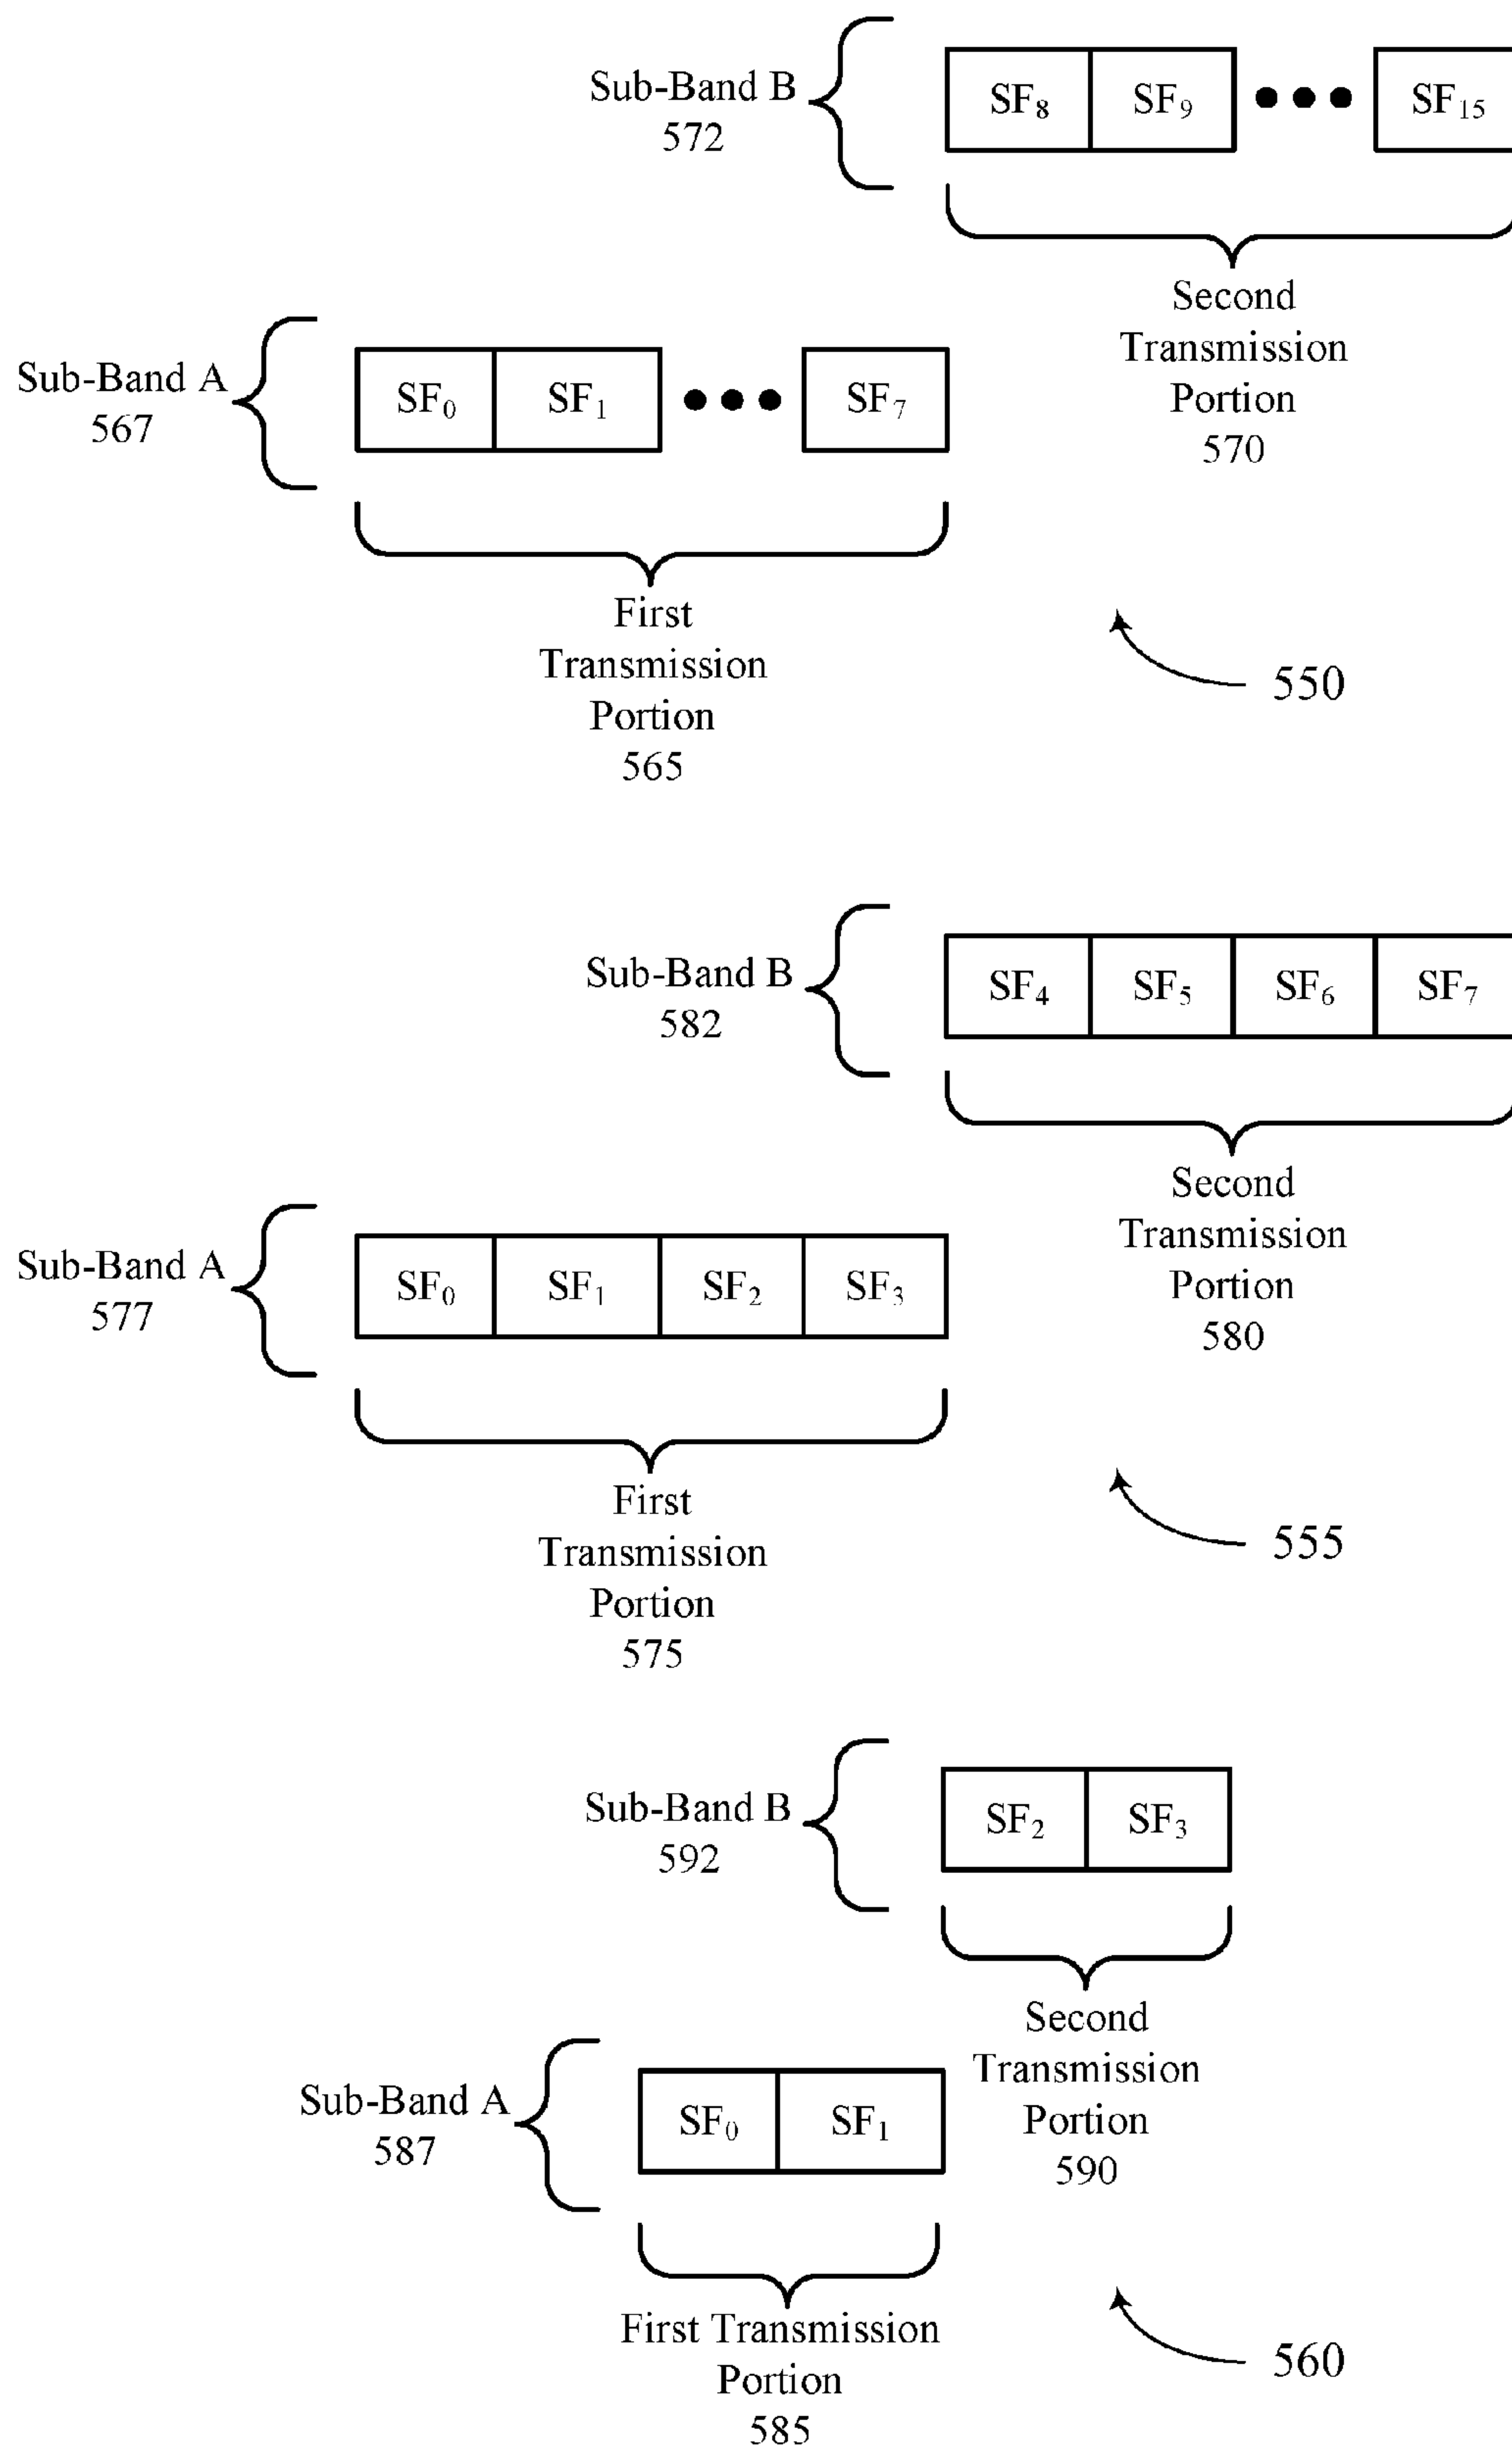 Sub-Band B
572
SF8 SF9 ●●● SF15
Second
Transmission
Portion
570
Sub-Band A
567
SF0 SF1 ●●● SF7
First
Transmission
Portion
565
550
Sub-Band B
582
SF4 SF5 SF6 SF7
Second
Transmission
Portion
580
Sub-Band A
577
SF0 SF1 SF2 SF3
First
Transmission
Portion
575
555
Sub-Band B
592
SF2 SF3
Second
Transmission
Portion
590
Sub-Band A
587
SF0 SF1
First Transmission
Portion
585
560